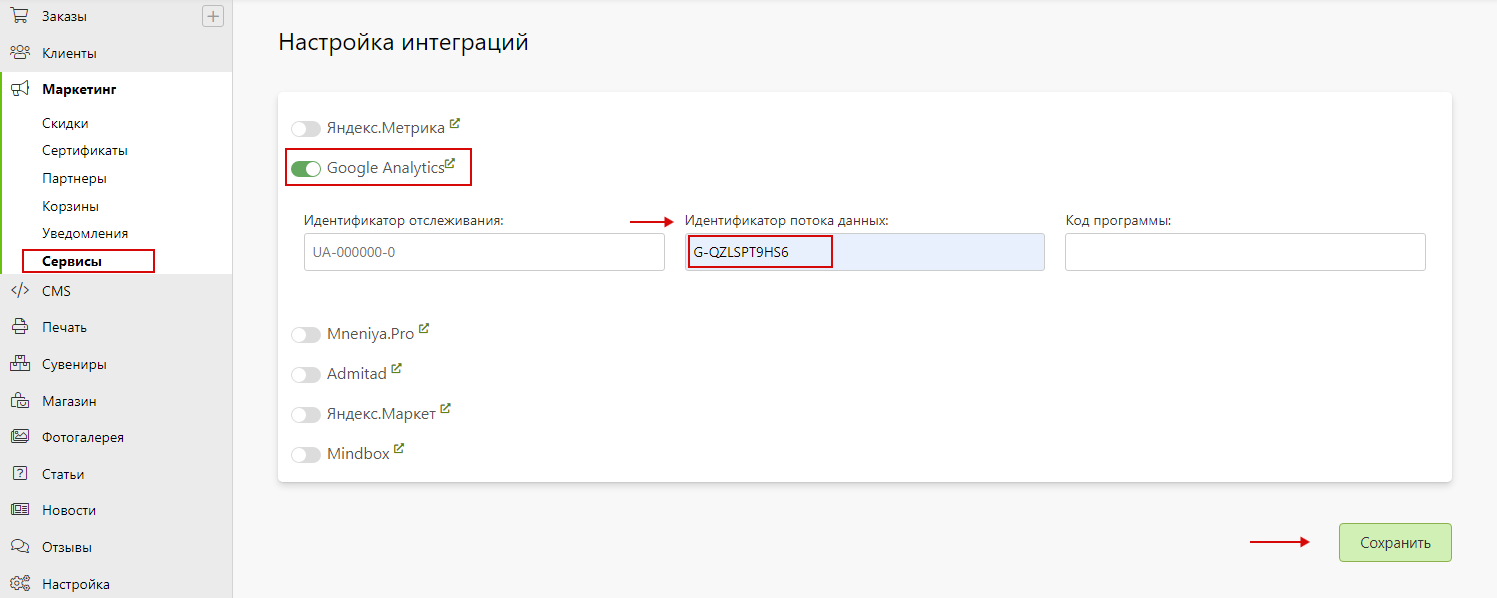 Заказы
Клиенты
Маркетинг
Скидки
Сертификаты
Партнеры
Корзины
Уведомления
Сервисы
CMS
Печать
Сувениры
Магазин
Фотогалерея
Статьи
Новости
Отзывы
Настройка
Настройка интеграций
Яндекс.Метрика
Google Analytics
Идентификатор отслеживания:
UA-000000-0
Идентификатор потока данных:
G-QZLSPT9HS6
Код программы:
Mneniya.Pro
Admitad
Яндекс.Маркет
Mindbox
Сохранить